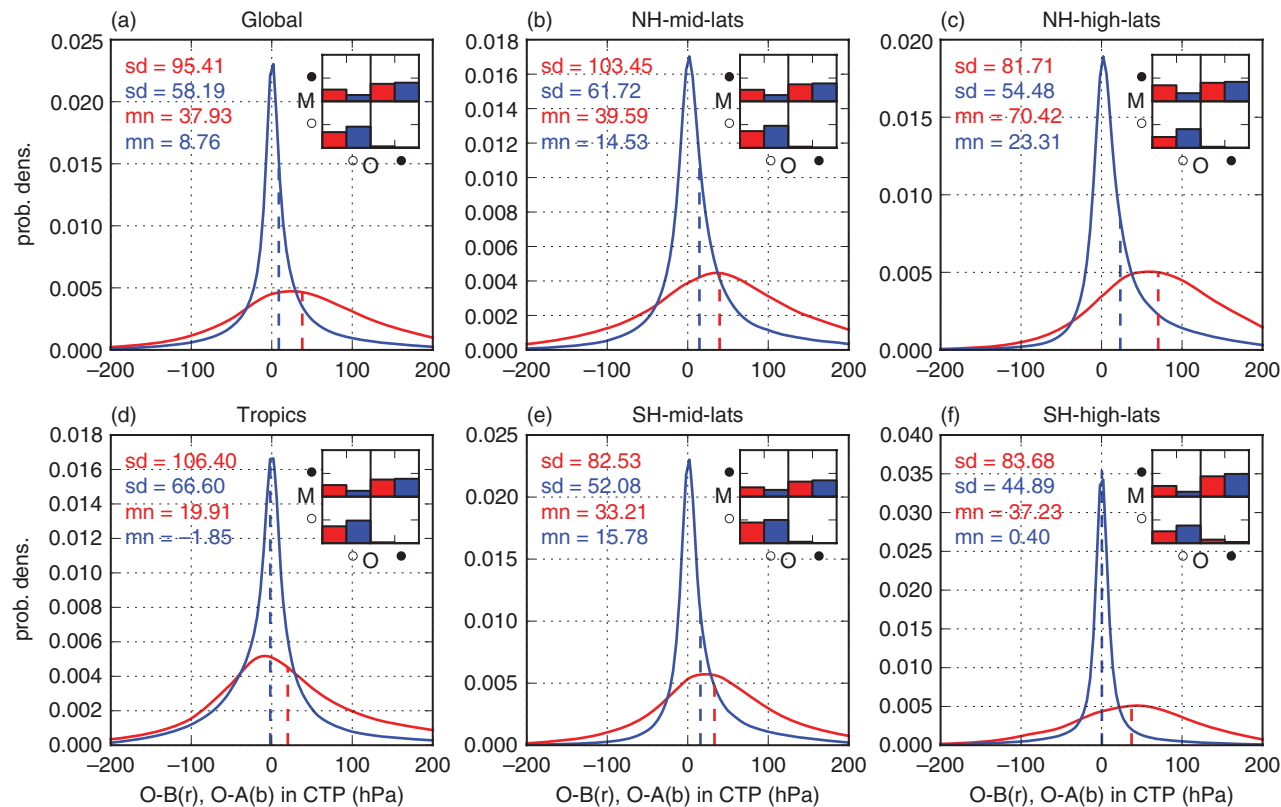 (a) Global
0.025
0.020
0.015
0.010
0.005
0.000
prob. dens.
sd = 95.41
sd = 58.19
mn = 37.93
mn = 8.76
M
O
−200 −100 0 100 200
(b) NH-mid-lats
0.018
0.016
0.014
0.012
0.010
0.008
0.006
0.004
0.002
0.000
sd = 103.45
sd = 61.72
mn = 39.59
mn = 14.53
M
O
−200 −100 0 100 200
(c) NH-high-lats
0.020
0.015
0.010
0.005
0.000
sd = 81.71
sd = 54.48
mn = 70.42
mn = 23.31
M
O
−200 −100 0 100 200
(d) Tropics
0.018
0.016
0.014
0.012
0.010
0.008
0.006
0.004
0.002
0.000
prob. dens.
sd = 106.40
sd = 66.60
mn = 19.91
mn = −1.85
M
O
−200 −100 0 100 200
O-B(r), O-A(b) in CTP (hPa)
(e) SH-mid-lats
0.025
0.020
0.015
0.010
0.005
0.000
sd = 82.53
sd = 52.08
mn = 33.21
mn = 15.78
M
O
−200 −100 0 100 200
O-B(r), O-A(b) in CTP (hPa)
(f) SH-high-lats
0.040
0.035
0.030
0.025
0.020
0.015
0.010
0.005
0.000
sd = 83.68
sd = 44.89
mn = 37.23
mn = 0.40
M
O
−200 −100 0 100 200
O-B(r), O-A(b) in CTP (hPa)